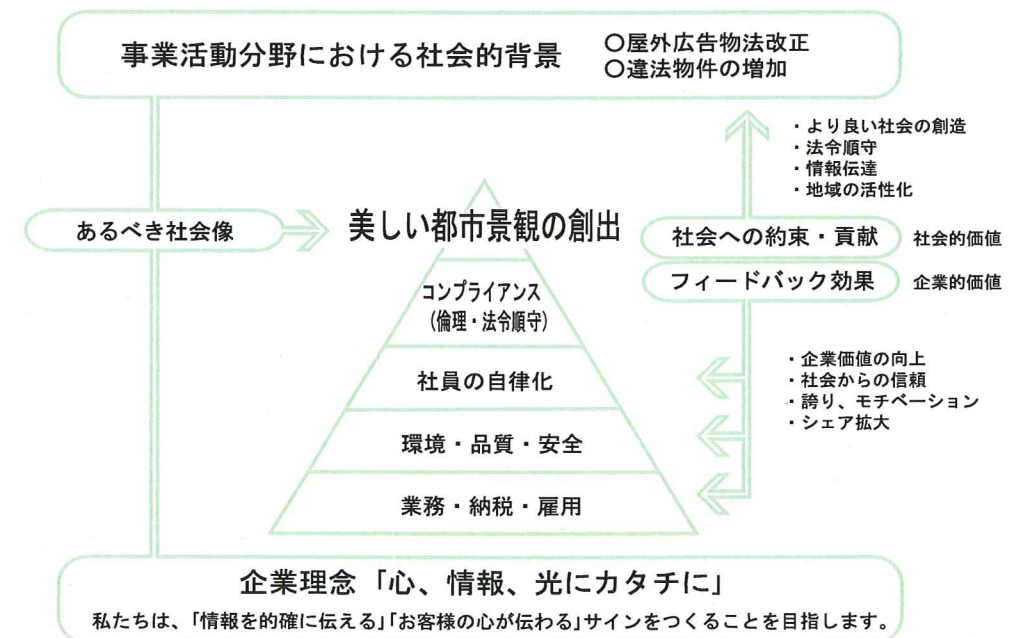 事業活動分野における社会的背景
○屋外広告物法改正
○違法物件の増加
・より良い社会の創造
・法令順守
・情報伝達
・地域の活性化
あるべき社会像
美しい都市景観の創出
社会への約束・貢献
社会的価値
フィードバック効果
企業的価値
コンプライアンス
(倫理・法令順守)
社員の自律化
環境・品質・安全
業務・納税・雇用
・企業価値の向上
・社会からの信頼
・誇り、モチベーション
・シェア拡大
企業理念「心、情報、光にカタチに」
私たちは、「情報を的確に伝える」「お客様の心が伝わる」サインをつくることを目指します。